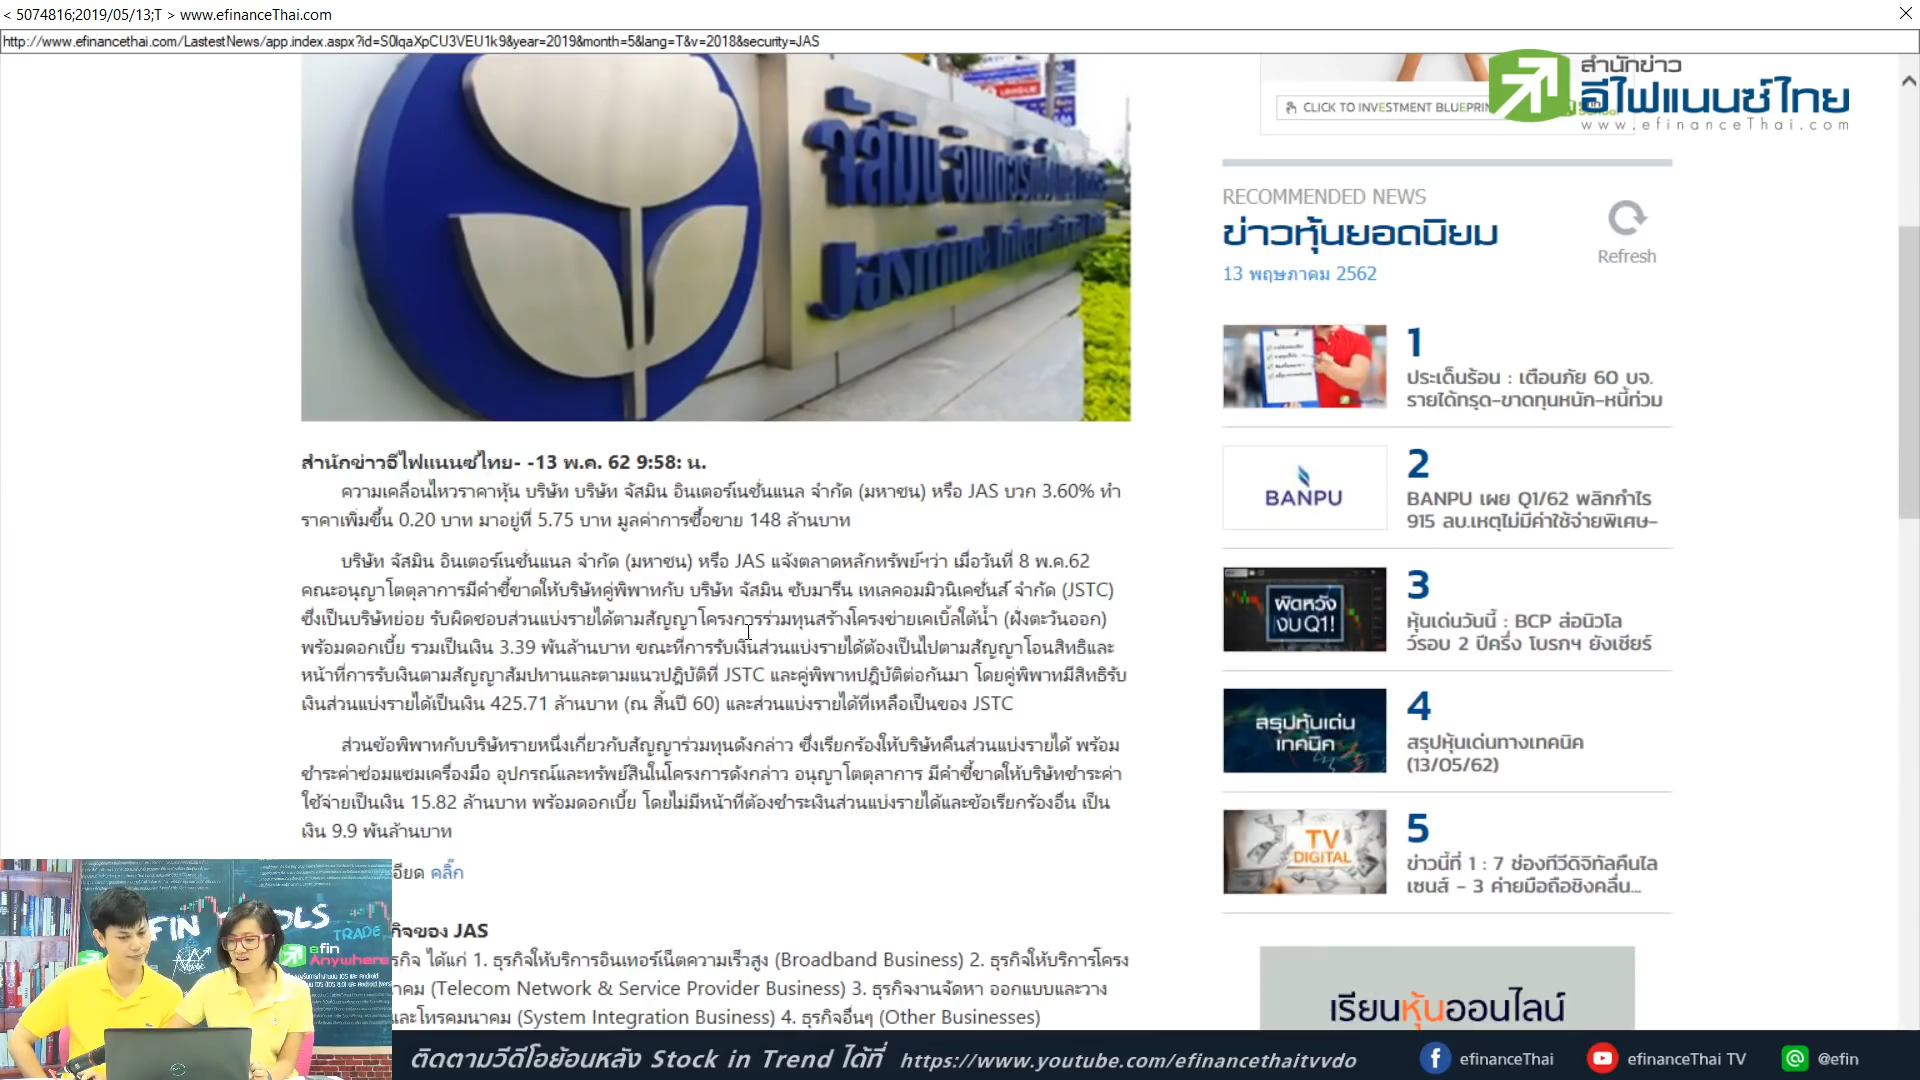 < 5074816;2019/05/13;T > www.efinanceThai.com
http://www.efinancethai.com/LastestNews/app.index.aspx?id=S0lqaXpCU3VEU1k9&year=2019&month=5&lang=T&v=2018&security=JAS
สำนักข่าว
อีไฟแนนซ์ไทย
www.efinanceThai.com
CLICK TO INVESTMENT BLUEPRIN
จัสมิน อินเตอร์เนชั่นแนล
Jasmine International
RECOMMENDED NEWS
ข่าวหุ้นยอดนิยม
13 พฤษภาคม 2562
Refresh
1
ประเด็นร้อน : เตือนภัย 60 บจ.
รายได้ทรุด-ขาดทุนหนัก-หนี้ท่วม
BANPU
2
BANPU เผย Q1/62 พลิกกำไร
915 ลบ.เหตุไม่มีค่าใช้จ่ายพิเศษ-
ผิดหวัง
งบ Q1!
3
หุ้นเด่นวันนี้ : BCP ส่อนิวโล
ว์รอบ 2 ปีครึ่ง โบรกฯ ยังเชียร์
สรุปหุ้นเด่น
เทคนิค
4
สรุปหุ้นเด่นทางเทคนิค
(13/05/62)
TV
DIGITAL
5
ข่าวนี้ที่ 1 : 7 ช่องทีวีดิจิทัลคืนไล
เซนส์ - 3 ค่ายมือถือชิงคลื่น...
เรียนหุ้นออนไลน์
สำนักข่าวอีไฟแนนซ์ไทย- -13 พ.ค. 62 9:58: น.
ความเคลื่อนไหวราคาหุ้น บริษัท บริษัท จัสมิน อินเตอร์เนชั่นแนล จำกัด (มหาชน) หรือ JAS บวก 3.60% ทำ
ราคาเพิ่มขึ้น 0.20 บาท มาอยู่ที่ 5.75 บาท มูลค่าการซื้อขาย 148 ล้านบาท
บริษัท จัสมิน อินเตอร์เนชั่นแนล จำกัด (มหาชน) หรือ JAS แจ้งตลาดหลักทรัพย์ฯว่า เมื่อวันที่ 8 พ.ค.62
คณะอนุญาโตตุลาการมีคำชี้ขาดให้บริษัทคู่พิพาทกับ บริษัท จัสมิน ซับมารีน เทเลคอมมิวนิเคชั่นส์ จำกัด (JSTC)
ซึ่งเป็นบริษัทย่อย รับผิดชอบส่วนแบ่งรายได้ตามสัญญาโครงการร่วมทุนสร้างโครงข่ายเคเบิ้ลใต้น้ำ (ฝั่งตะวันออก)
พร้อมดอกเบี้ย รวมเป็นเงิน 3.39 พันล้านบาท ขณะที่การรับเงินส่วนแบ่งรายได้ต้องเป็นไปตามสัญญาโอนสิทธิและ
หน้าที่การรับเงินตามสัญญาสัมปทานและตามแนวปฎิบัติที่ JSTC และคู่พิพาทปฎิบัติต่อกันมา โดยคู่พิพาทมีสิทธิรับ
เงินส่วนแบ่งรายได้เป็นเงิน 425.71 ล้านบาท (ณ สิ้นปี 60) และส่วนแบ่งรายได้ที่เหลือเป็นของ JSTC
ส่วนข้อพิพาทกับบริษัทรายหนึ่งเกี่ยวกับสัญญาร่วมทุนดังกล่าว ซึ่งเรียกร้องให้บริษัทคืนส่วนแบ่งรายได้ พร้อม
ชำระค่าซ่อมแซมเครื่องมือ อุปกรณ์และทรัพย์สินในโครงการดังกล่าว อนุญาโตตุลาการ มีคำชี้ขาดให้บริษัทชำระค่า
ใช้จ่ายเป็นเงิน 15.82 ล้านบาท พร้อมดอกเบี้ย โดยไม่มีหน้าที่ต้องชำระเงินส่วนแบ่งรายได้และข้อเรียกร้องอื่น เป็น
เงิน 9.9 พันล้านบาท
เอียด คลิ๊ก
กิจของ JAS
ธุรกิจ ได้แก่ 1. ธุรกิจให้บริการอินเทอร์เน็ตความเร็วสูง (Broadband Business) 2. ธุรกิจให้บริการโครง
าคม (Telecom Network & Service Provider Business) 3. ธุรกิจงานจัดหา ออกแบบและวาง
และโทรคมนาคม (System Integration Business) 4. ธุรกิจอื่นๆ (Other Businesses)
TRADE
efin
Anywhere
ติดตามวีดีโอย้อนหลัง Stock in Trend ได้ที่ https://www.youtube.com/efinancethaitvvdo
efinanceThai
efinanceThai TV
@efin